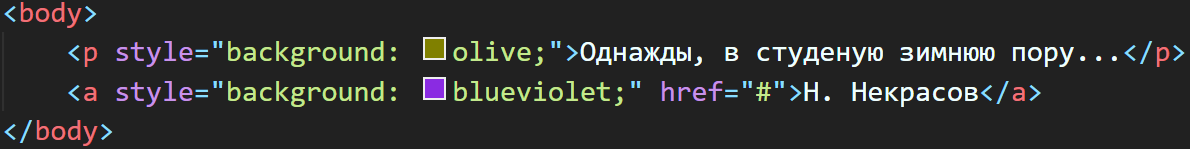 <body>
<p style="background: olive;">Однажды, в студеную зимнюю пору...</p>
<a style="background: blueviolet;" href="#">Н. Некрасов</a>
</body>